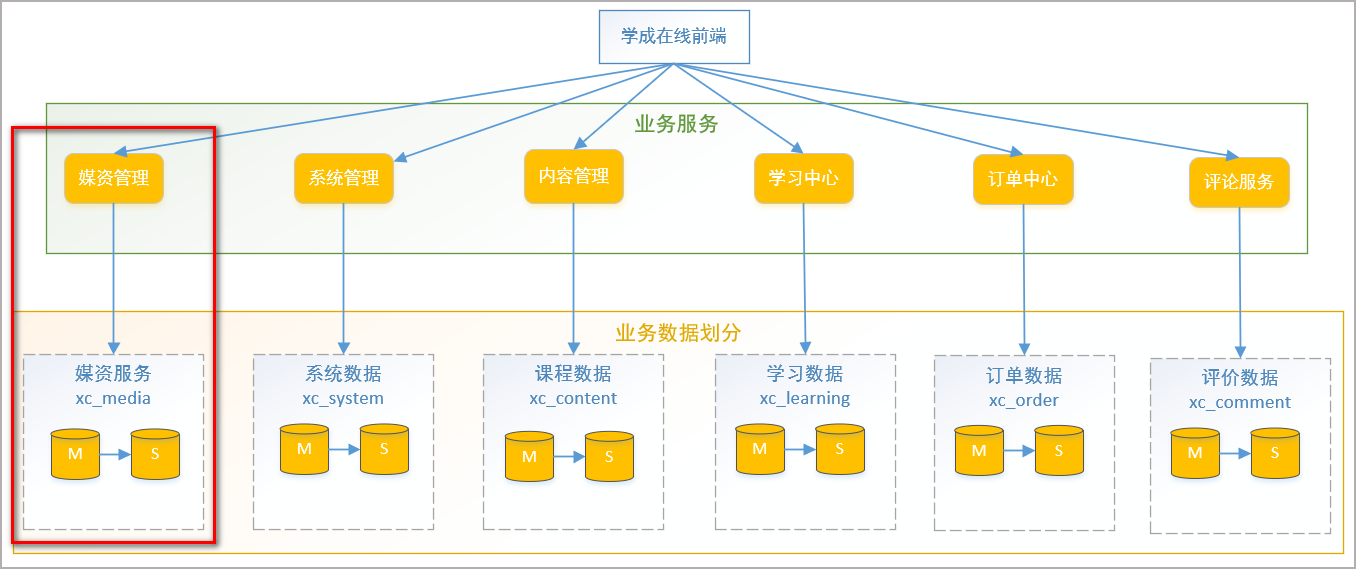 学成在线前端
业务服务
媒资管理
系统管理
内容管理
学习中心
订单中心
评论服务
业务数据划分
媒资服务
xc_media
M
S
系统数据
xc_system
M
S
课程数据
xc_content
M
S
学习数据
xc_learning
M
S
订单数据
xc_order
M
S
评价数据
xc_comment
M
S